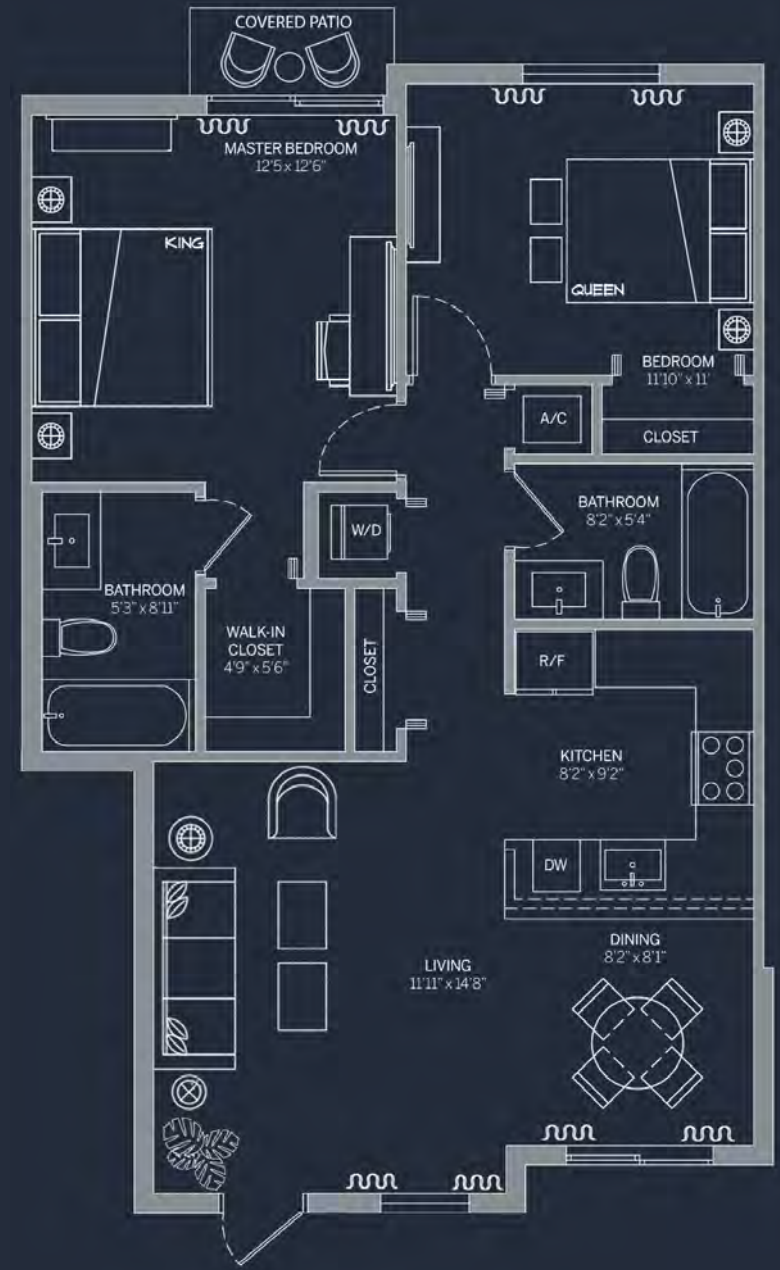 COVERED PATIO
MASTER BEDROOM
12'5 x 12'6"
KING
QUEEN
BEDROOM
11'10" x 11'
A/C
CLOSET
BATHROOM
8'2" x 5'4"
W/D
BATHROOM
5'3" x 8'11"
WALK-IN
CLOSET
4'9" x 5'6"
CLOSET
R/F
KITCHEN
8'2" x 9'2"
DW
DINING
8'2" x 8'1"
LIVING
11'11" x 14'8"